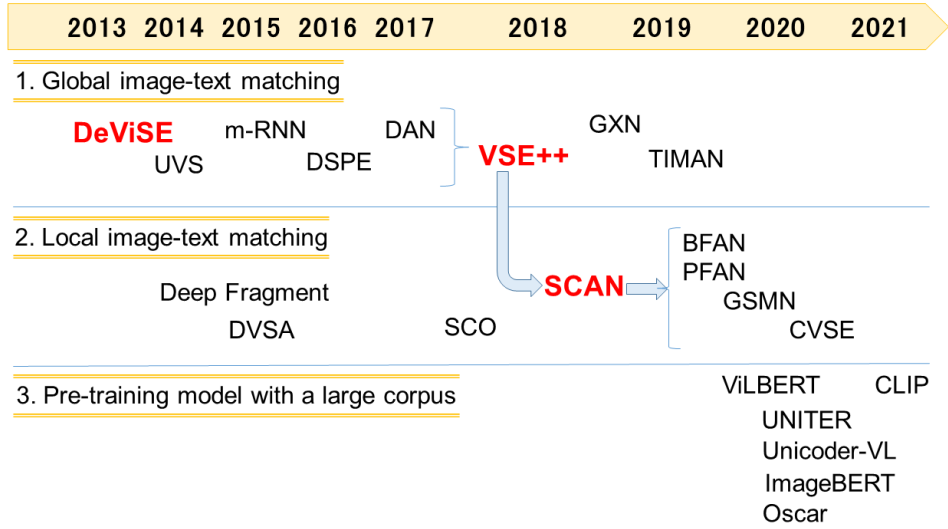 2013 2014 2015 2016 2017 2018 2019 2020 2021
1. Global image-text matching
DeViSE m-RNN DAN GXN
UVS DSPE VSE++ TIMAN
2. Local image-text matching
BFAN
PFAN
Deep Fragment SCAN
GSMN
DVSA SCO CVSE
3. Pre-training model with a large corpus
ViLBERT CLIP
UNITER
Unicoder-VL
ImageBERT
Oscar